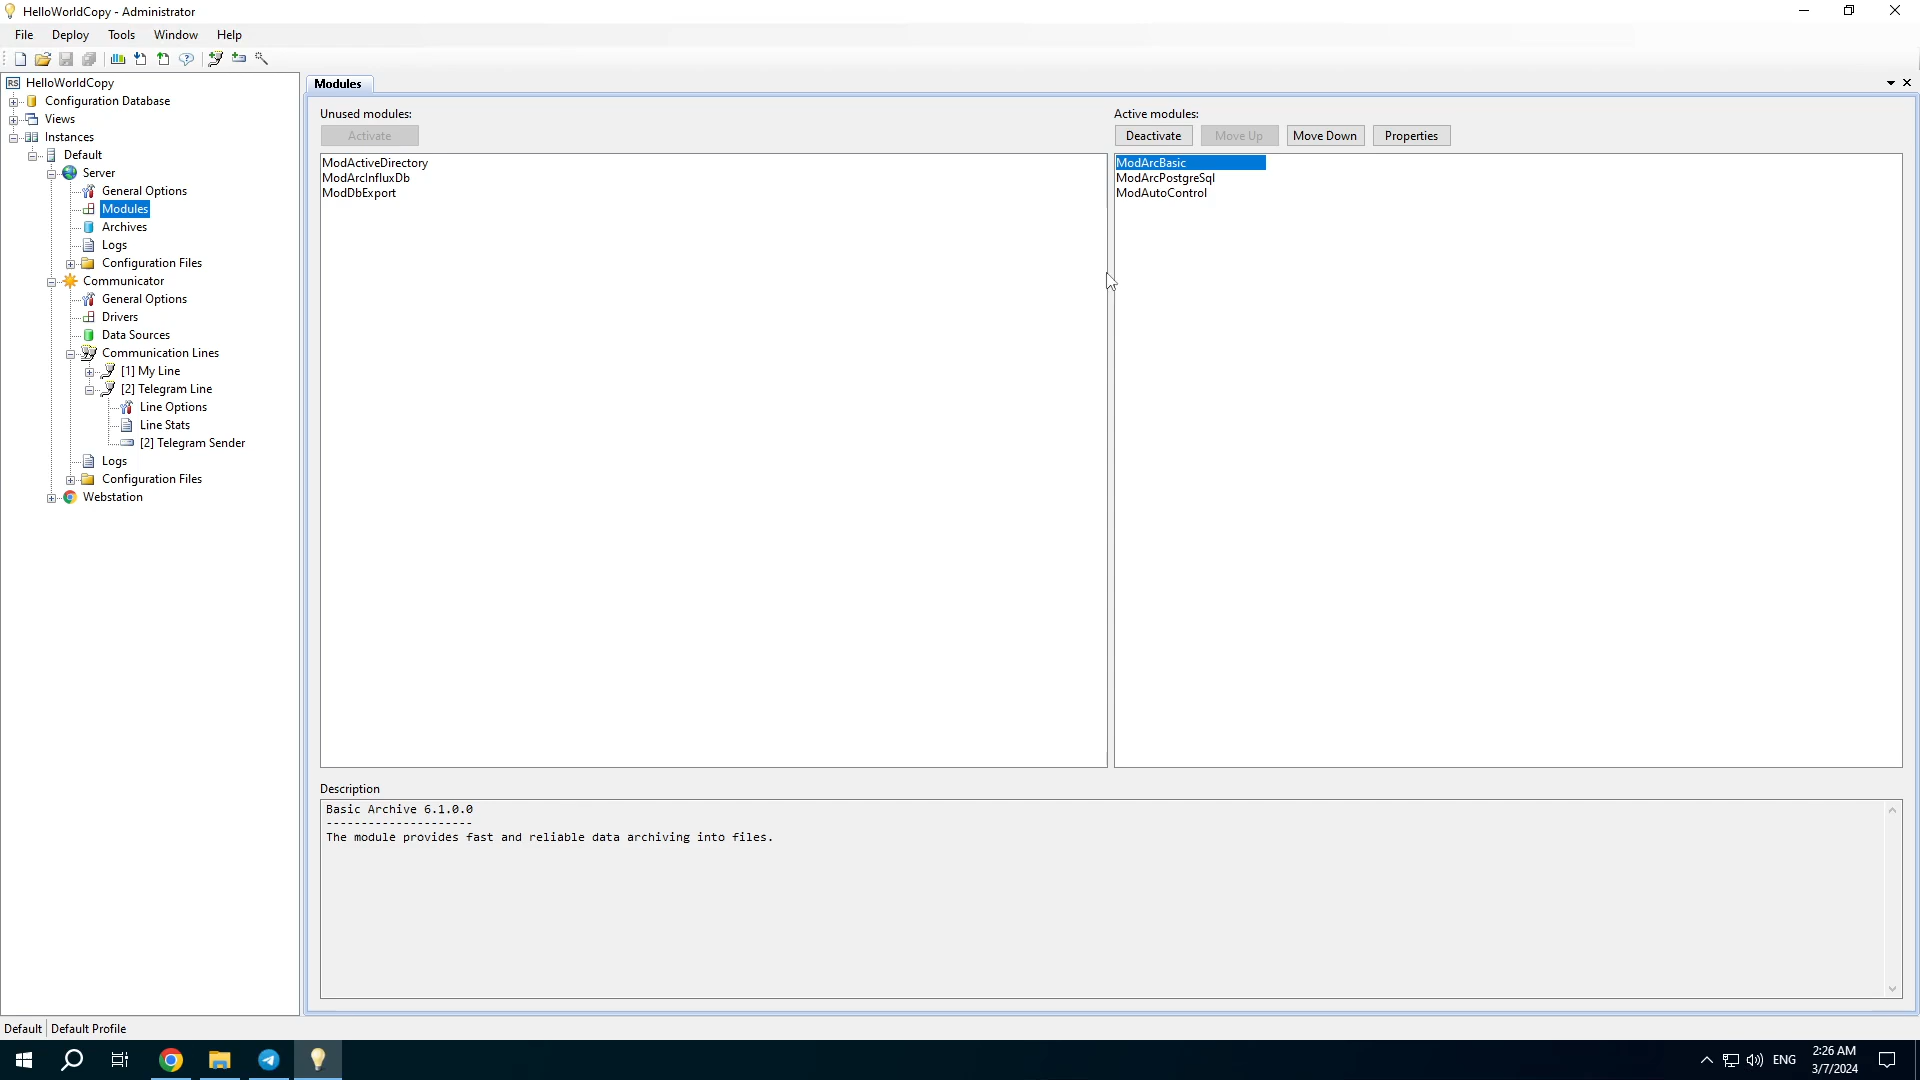 HelloWorldCopy - Administrator
File Deploy Tools Window Help
RS HelloWorldCopy
Configuration Database
Views
Instances
Default
Server
General Options
Modules
Archives
Logs
Configuration Files
Communicator
General Options
Drivers
Data Sources
Communication Lines
[1] My Line
[2] Telegram Line
Line Options
Line Stats
[2] Telegram Sender
Logs
Configuration Files
Webstation
Modules
Unused modules:
Activate
ModActiveDirectory
ModArcInfluxDb
ModDbExport
Active modules:
Deactivate Move Up Move Down Properties
ModArcBasic
ModArcPostgreSql
ModAutoControl
Description
Basic Archive 6.1.0.0
---------------------
The module provides fast and reliable data archiving into files.
Default Default Profile
ENG
2:26 AM
3/7/2024